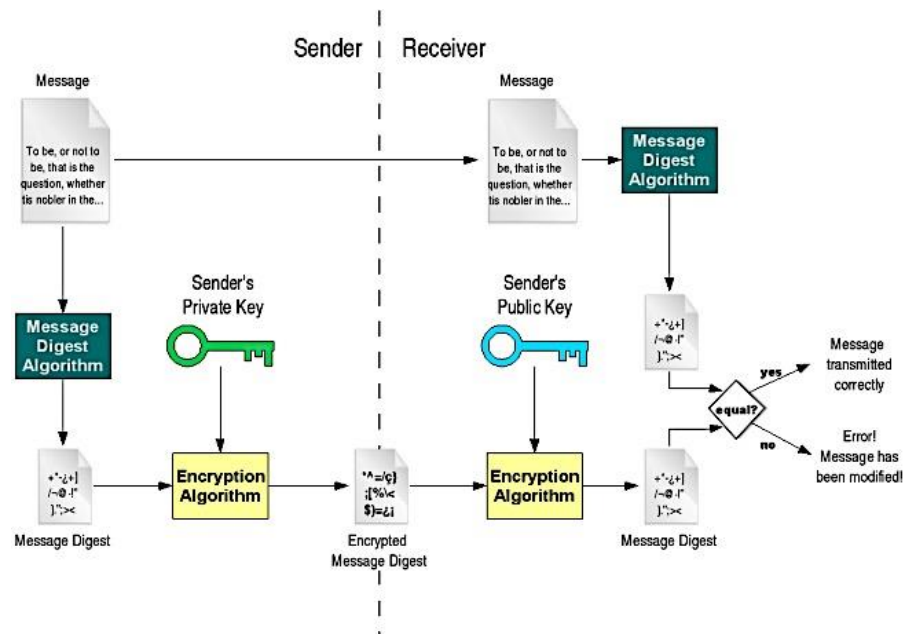 Sender
Receiver
Message
To be, or not to
be, that is the
question, whether
tis nobler in the...
Message
To be, or not to
be, that is the
question, whether
tis nobler in the...
Message
Digest
Algorithm
Sender's
Private Key
Sender's
Public Key
Message
Digest
Algorithm
+*-¿+]
/¬@-!"
}.";><
yes
Message
transmitted
correctly
equal?
no
Error!
Message has
been modified!
+*-¿+]
/¬@-!"
}.";><
Message Digest
Encryption
Algorithm
*^=/ç}
;[%\<
$)=¿¡
Encrypted
Message Digest
Encryption
Algorithm
+*-¿+]
/¬@-!"
}.";><
Message Digest